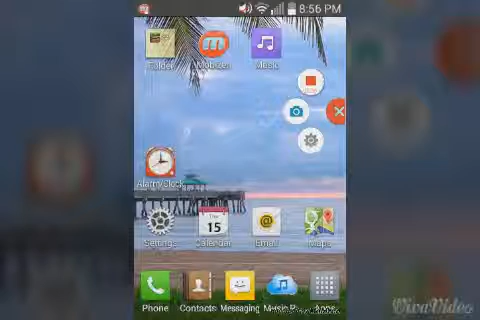 8:56 PM
Folder
Mobizen
Music
Alarm/Clock
Thu
15
Settings
Calendar
Email
Maps
Phone
Contacts
Messaging
Music P
Apps
VivaVideo